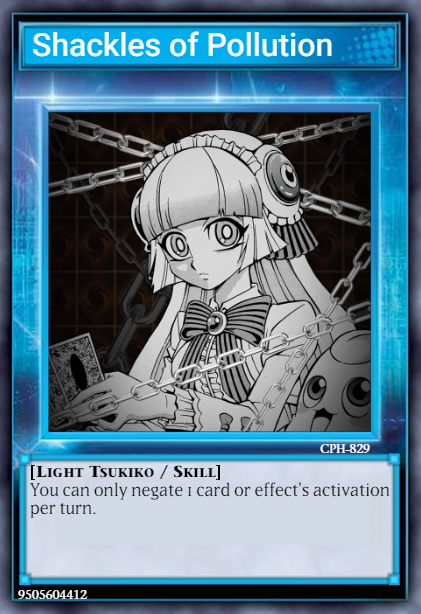 Shackles of Pollution
CPH-829
[Light Tsukiko / Skill]
You can only negate 1 card or effect's activation
per turn.
9505604412